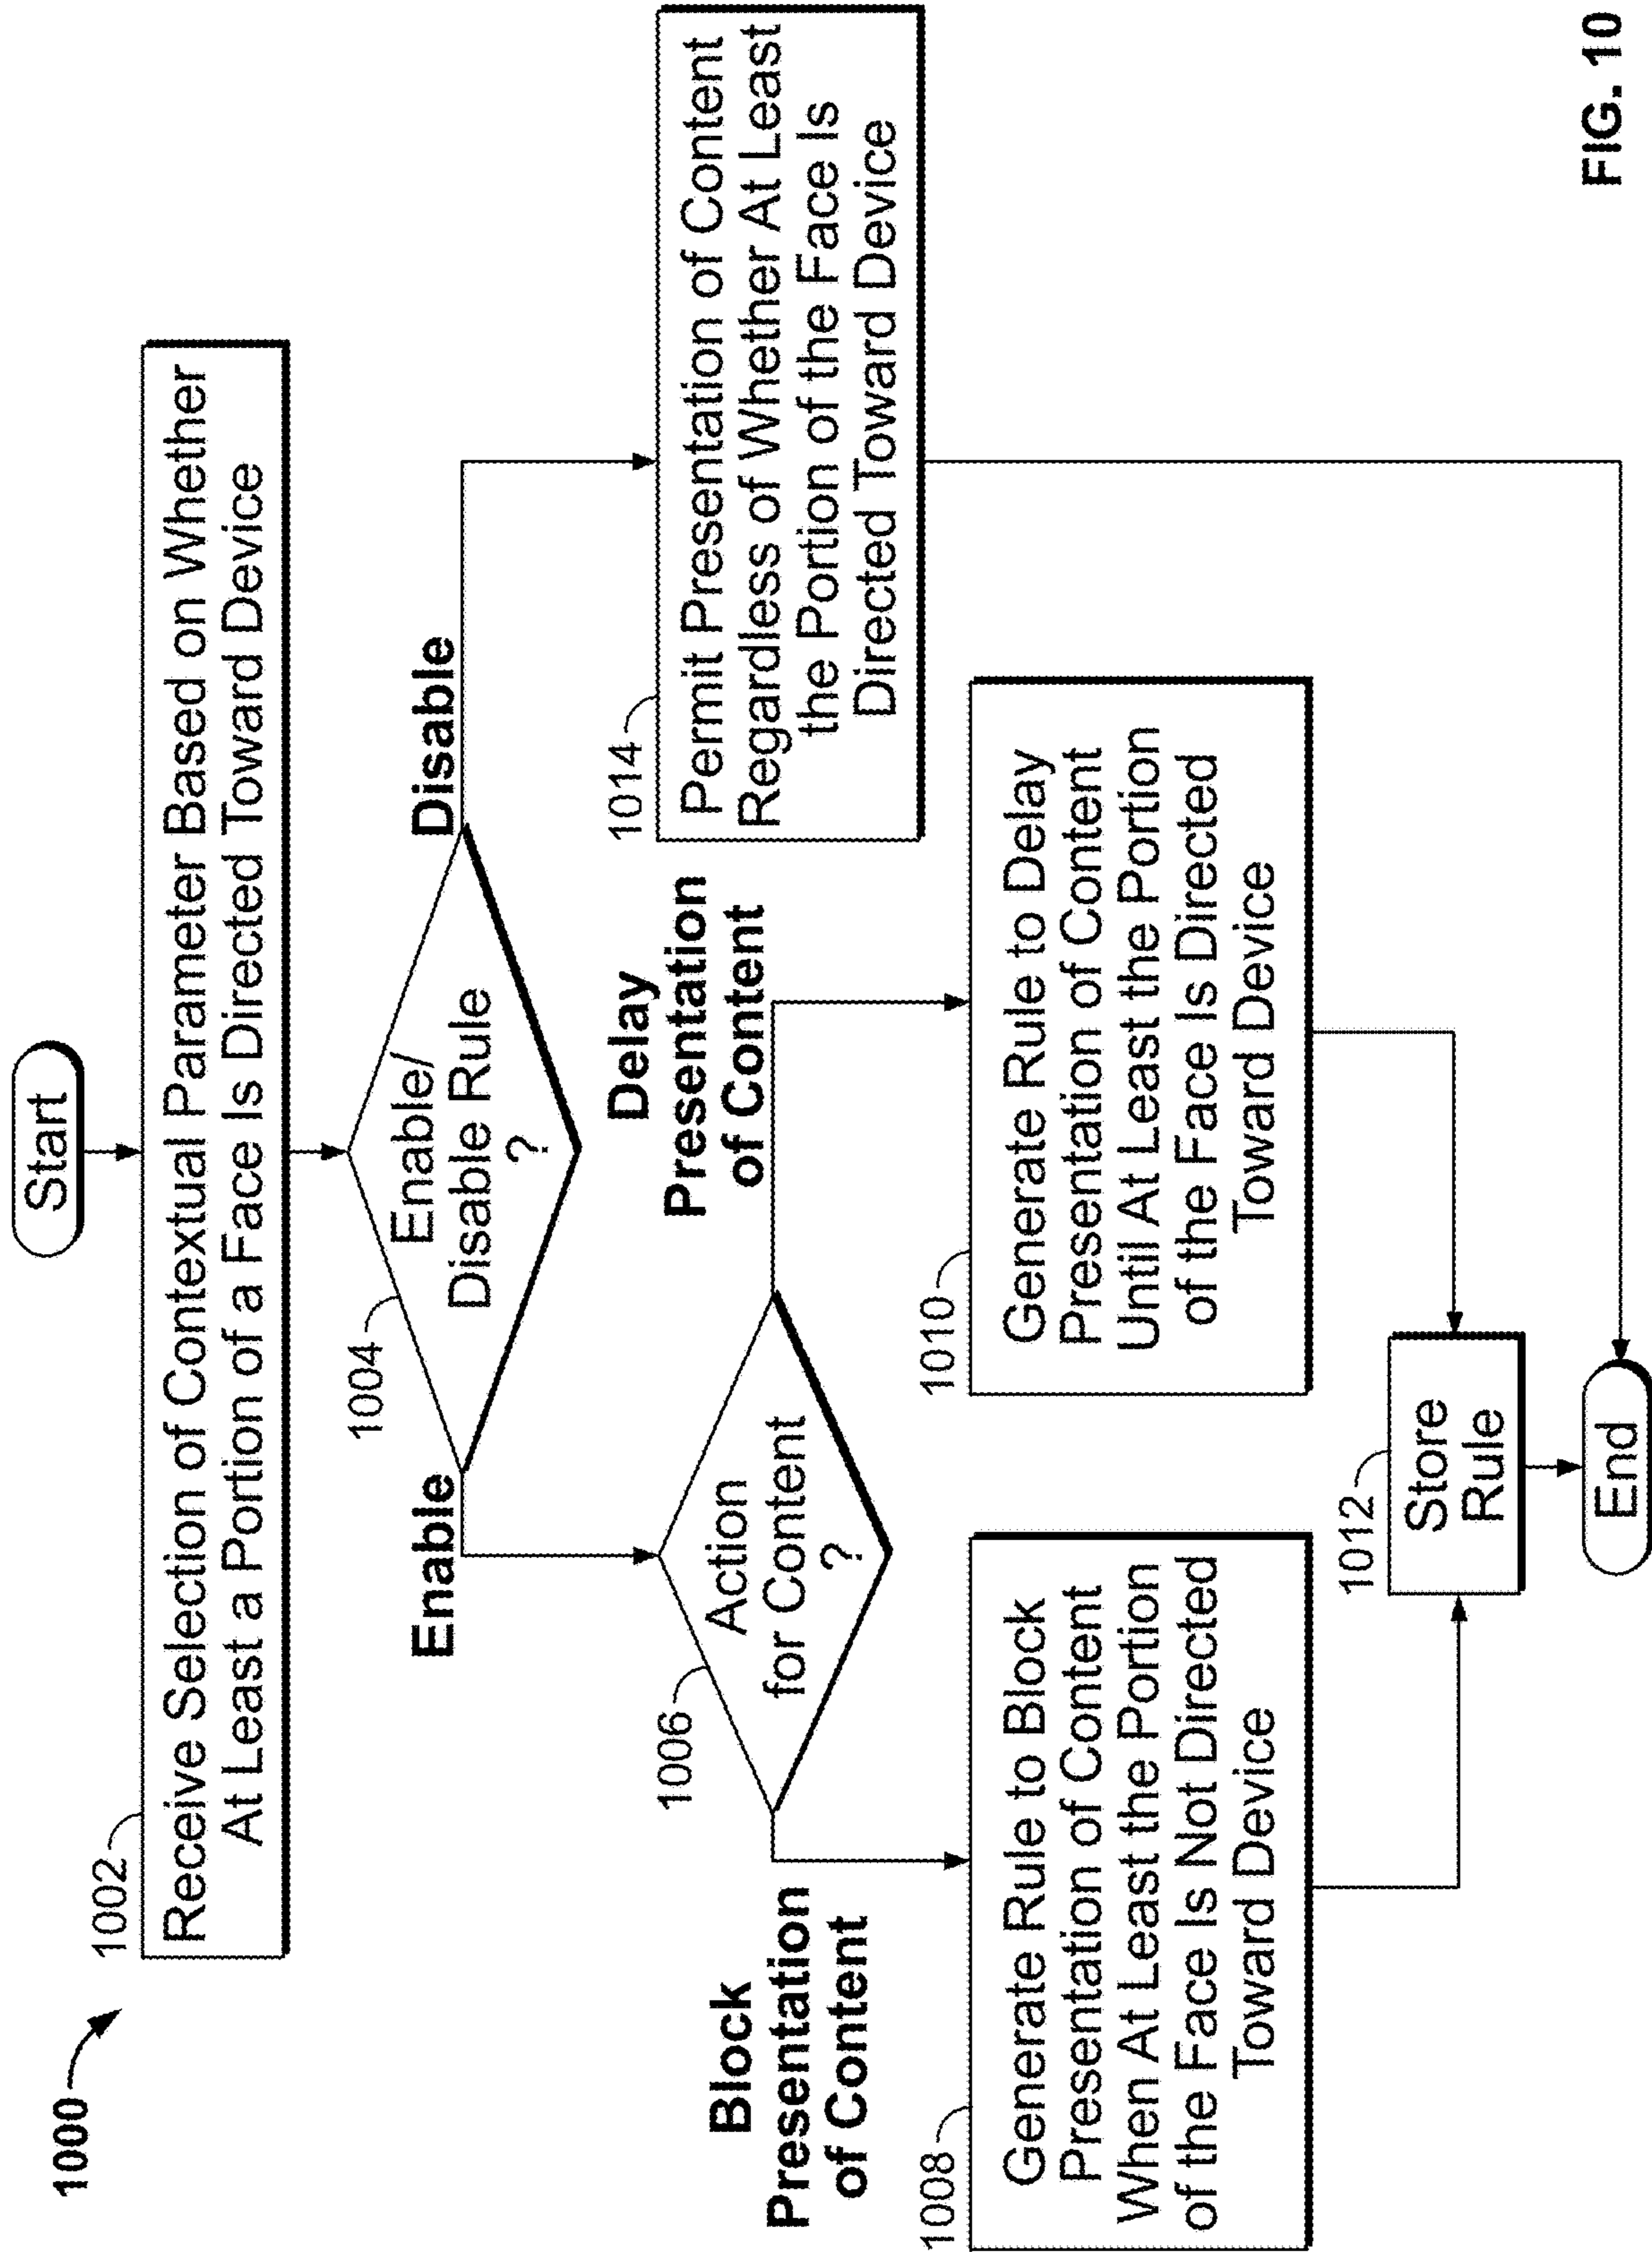 1000
Start
1002
Receive Selection of Contextual Parameter Based on Whether
At Least a Portion of a Face Is Directed Toward Device
1004
Enable/
Disable Rule
?
Enable
Disable
1006
Action
for Content
?
Block
Presentation
of Content
Delay
Presentation
of Content
1014
Permit Presentation of Content
Regardless of Whether At Least
the Portion of the Face Is
Directed Toward Device
1008
Generate Rule to Block
Presentation of Content
When At Least the Portion
of the Face Is Not Directed
Toward Device
1010
Generate Rule to Delay
Presentation of Content
Until At Least the Portion
of the Face Is Directed
Toward Device
1012
Store
Rule
End
FIG. 10